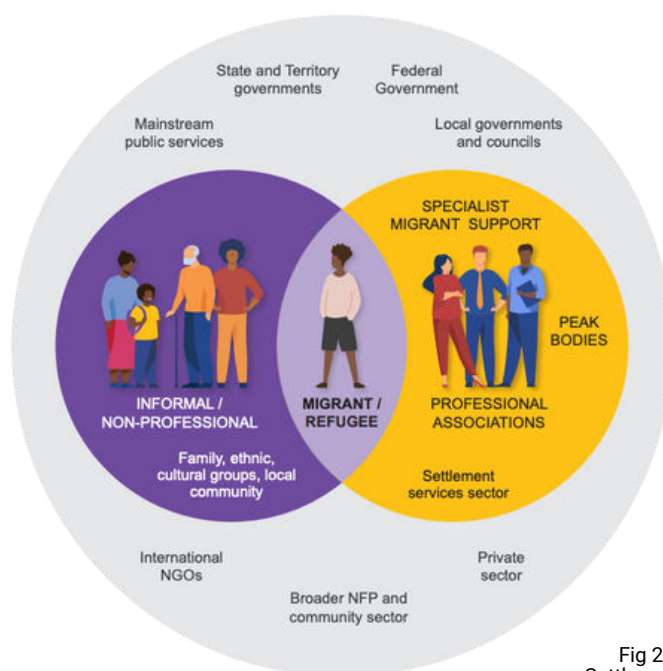 State and Territory
governments
Federal
Government
Mainstream
public services
Local governments
and councils
SPECIALIST
MIGRANT SUPPORT
PEAK
BODIES
INFORMAL /
NON-PROFESSIONAL
MIGRANT /
REFUGEE
PROFESSIONAL
ASSOCIATIONS
Family, ethnic,
cultural groups, local
community
Settlement
services sector
International
NGOs
Private
sector
Broader NFP and
community sector
Fig 2